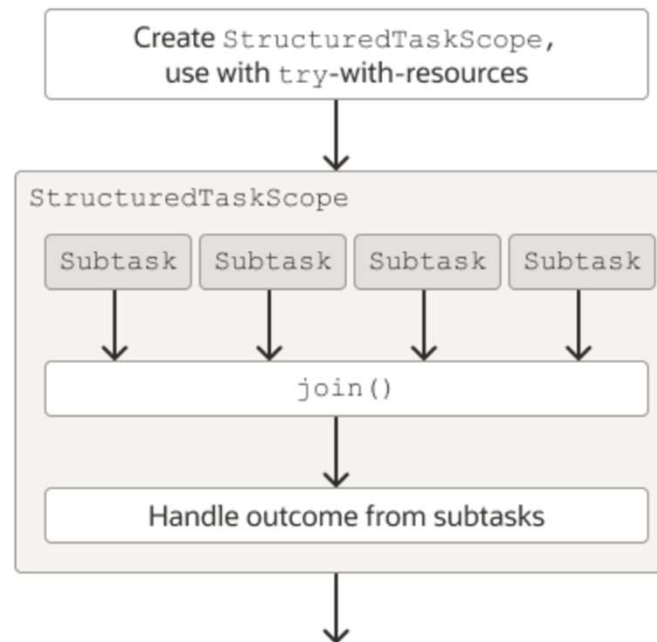 Create StructuredTaskScope,
use with try-with-resources
StructuredTaskScope
Subtask
Subtask
Subtask
Subtask
join()
Handle outcome from subtasks